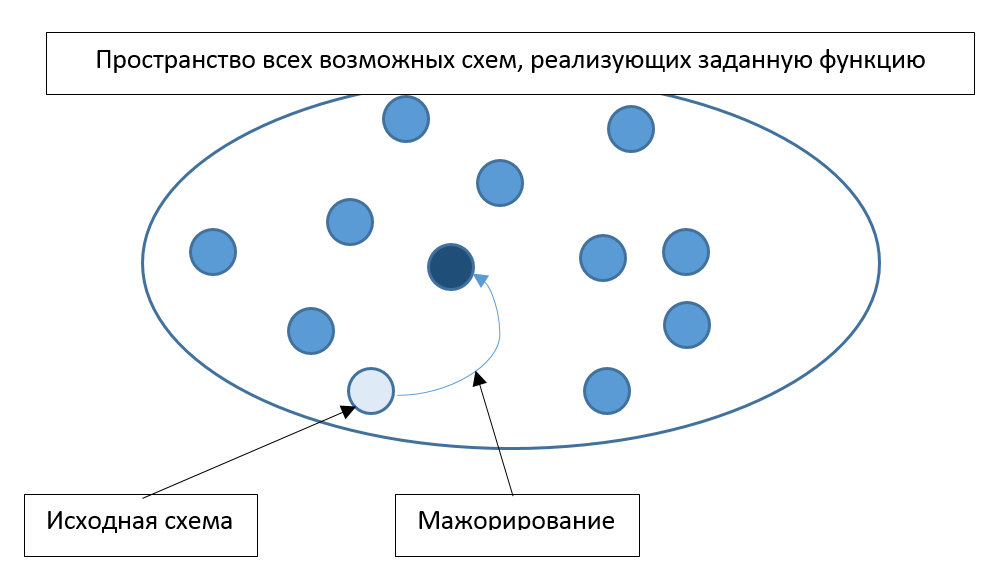 Пространство всех возможных схем, реализующих заданную функцию
Исходная схема
Мажорирование